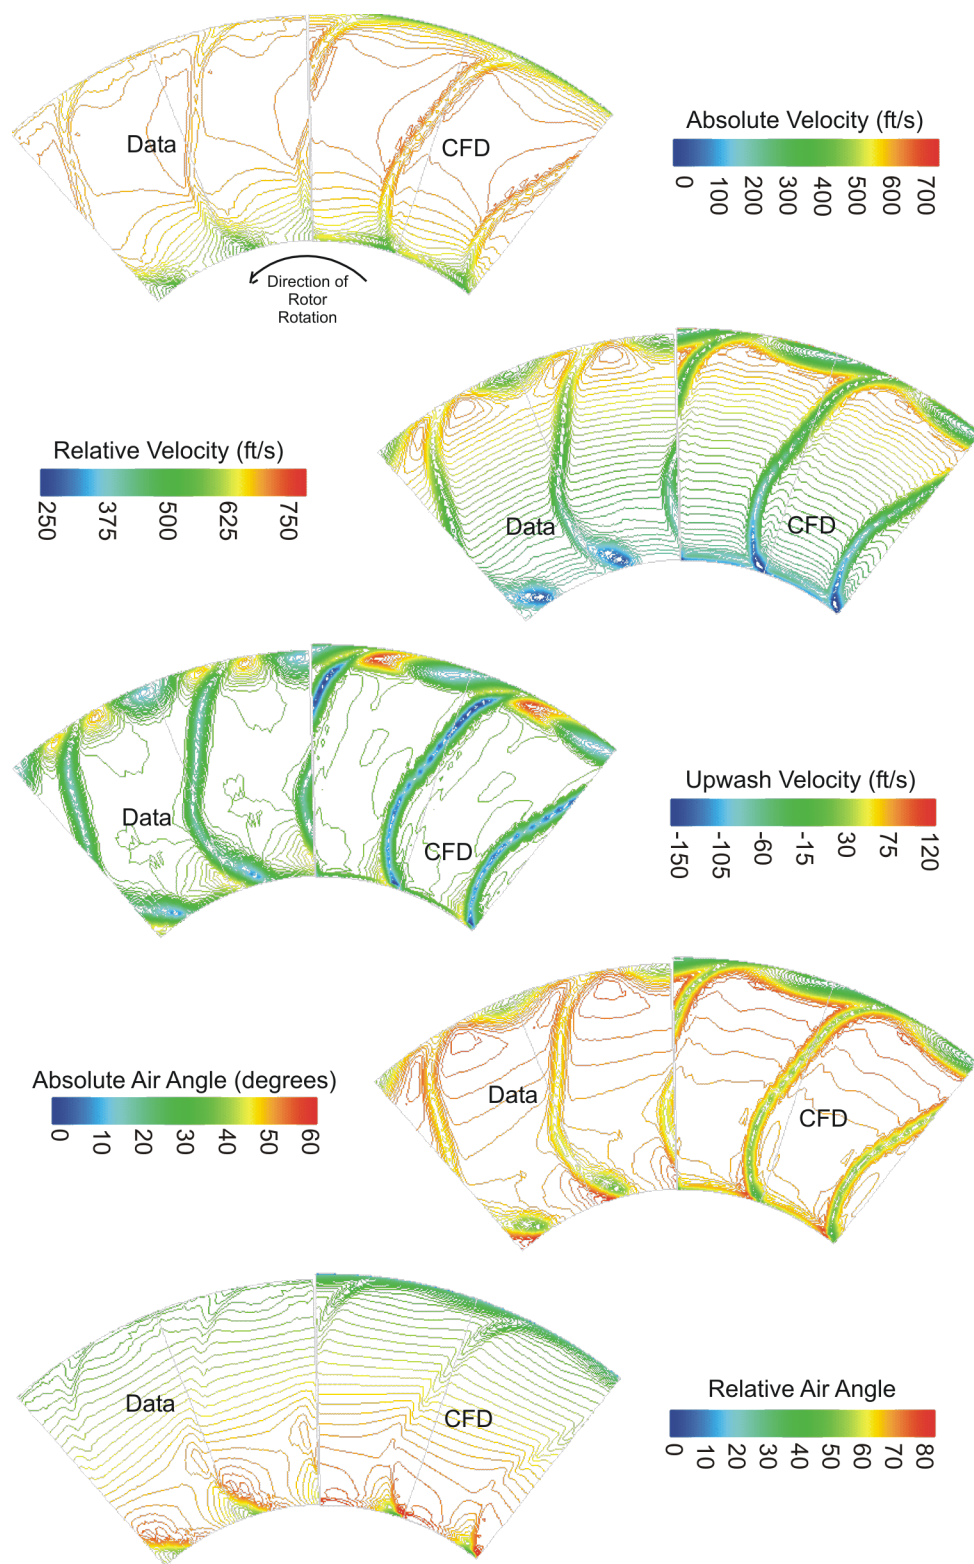 Data
CFD
Absolute Velocity (ft/s)
0 100 200 300 400 500 600 700
Direction of
Rotor
Rotation
Relative Velocity (ft/s)
250 375 500 625 750
Data
CFD
Data
CFD
Upwash Velocity (ft/s)
-150 -105 -60 -15 30 75 120
Absolute Air Angle (degrees)
0 10 20 30 40 50 60
Data
CFD
Data
CFD
Relative Air Angle
0 10 20 30 40 50 60 70 80